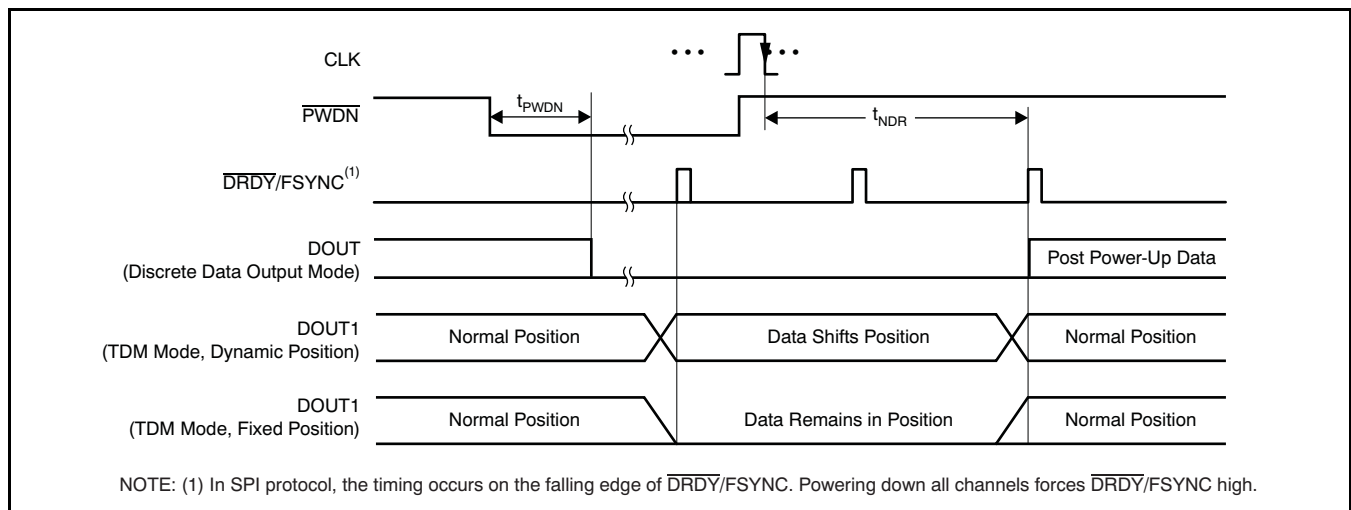 CLK
• • •
• • •
PWDN
tPWDN
tNDR
DRDY/FSYNC(1)
DOUT
(Discrete Data Output Mode)
Post Power-Up Data
DOUT1
(TDM Mode, Dynamic Position)
Normal Position
Data Shifts Position
Normal Position
DOUT1
(TDM Mode, Fixed Position)
Normal Position
Data Remains in Position
Normal Position
NOTE: (1) In SPI protocol, the timing occurs on the falling edge of DRDY/FSYNC. Powering down all channels forces DRDY/FSYNC high.